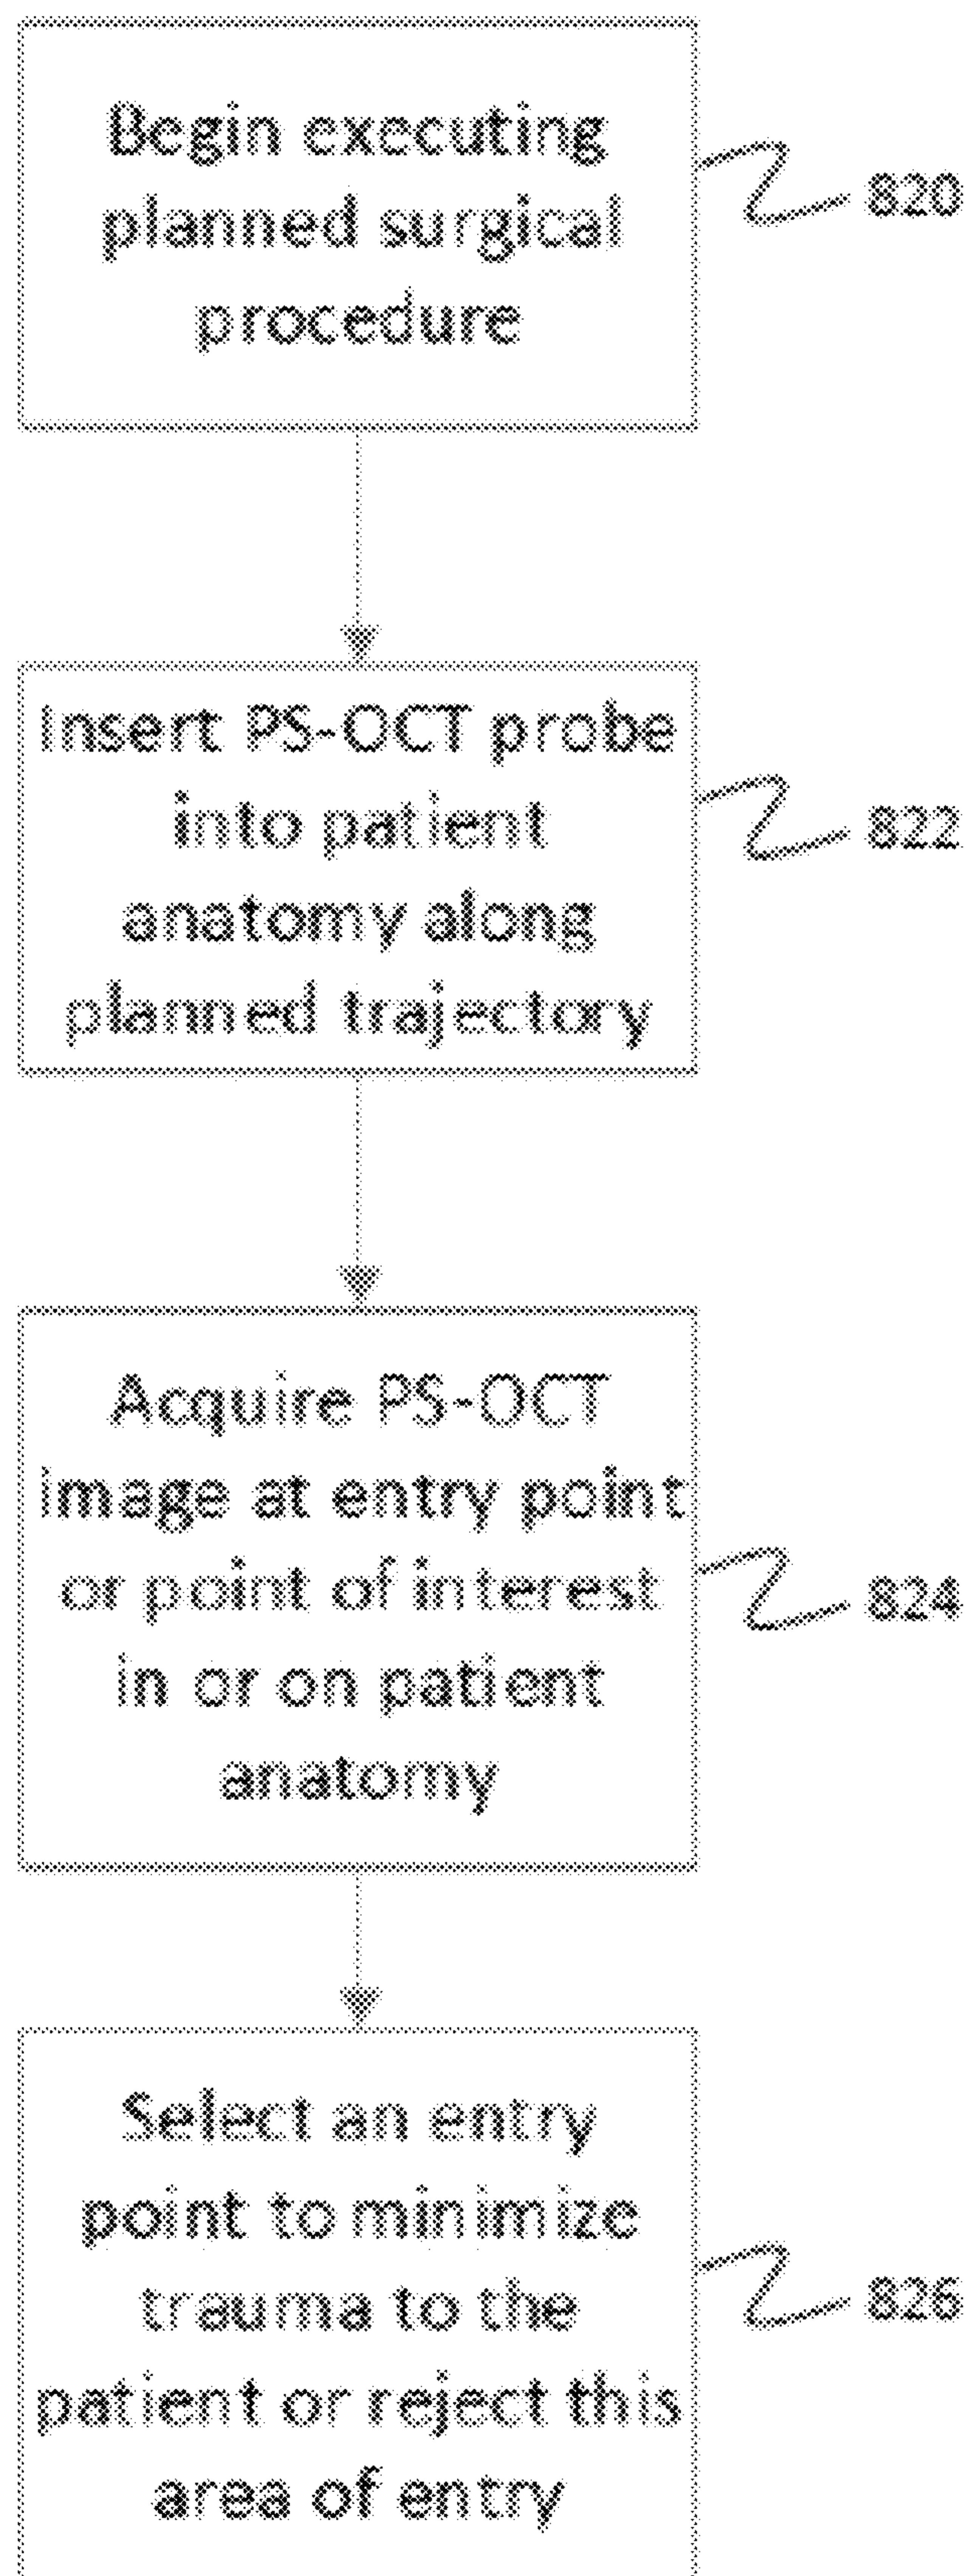 Begin executing
planned surgical
procedure
820
Insert PS-OCT probe
into patient
anatomy along
planned trajectory
822
Acquire PS-OCT
image at entry point
or point of interest
in or on patient
anatomy
824
Select an entry
point to minimize
trauma to the
patient or reject this
area of entry
826